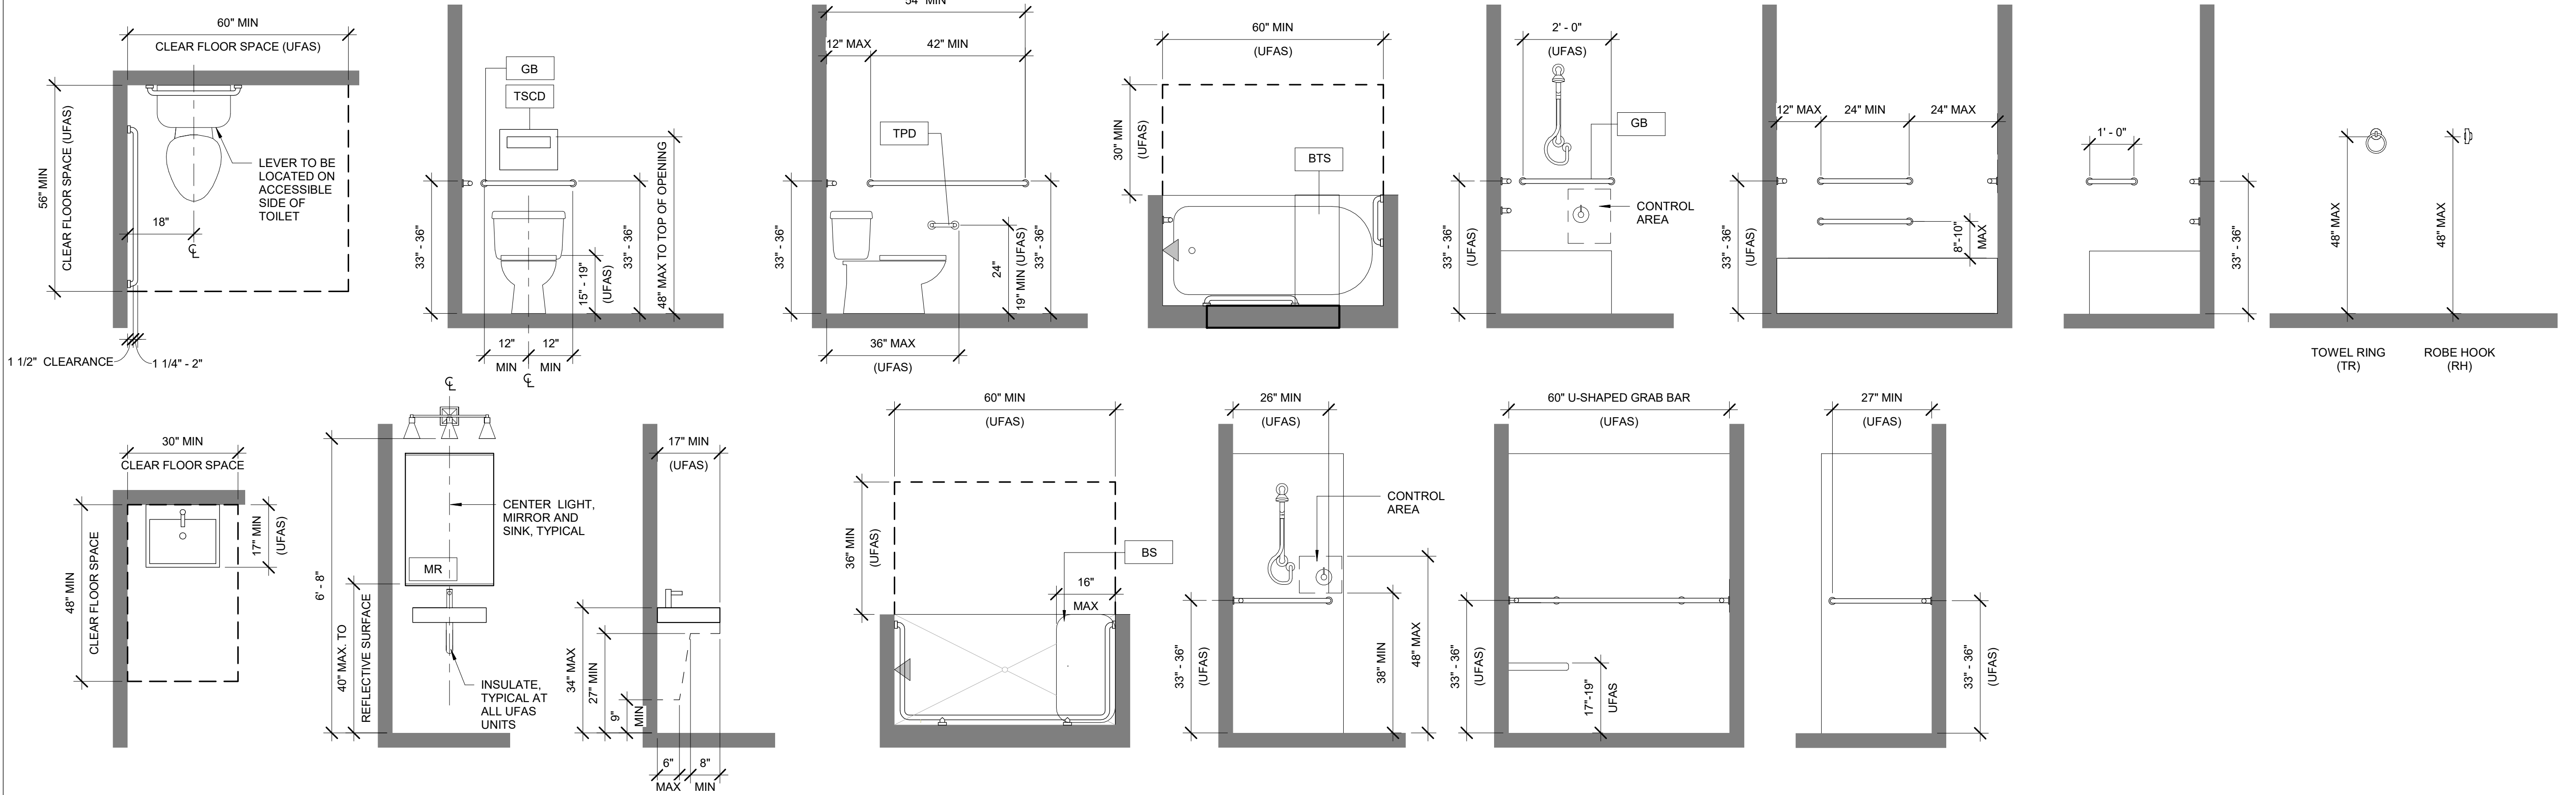 60" MIN
CLEAR FLOOR SPACE (UFAS)
56" MIN
CLEAR FLOOR SPACE (UFAS)
LEVER TO BE
LOCATED ON
ACCESSIBLE
SIDE OF
TOILET
18"
1 1/2" CLEARANCE
1 1/4" - 2"
GB
TSCD
33" - 36"
15" - 19"
(UFAS)
33" - 36"
48" MAX TO TOP OF OPENING
12"
MIN
12"
MIN
54" MIN
12" MAX
42" MIN
TPD
33" - 36"
24"
19" MIN (UFAS)
33" - 36"
36" MAX
(UFAS)
60" MIN
(UFAS)
30" MIN
(UFAS)
BTS
2' - 0"
(UFAS)
GB
CONTROL
AREA
33" - 36"
(UFAS)
12" MAX
24" MIN
24" MAX
33" - 36"
(UFAS)
8"-10"
MAX
1' - 0"
33" - 36"
48" MAX
48" MAX
TOWEL RING
(TR)
ROBE HOOK
(RH)
30" MIN
CLEAR FLOOR SPACE
48" MIN
CLEAR FLOOR SPACE
17" MIN
(UFAS)
6' - 8"
40" MAX. TO
REFLECTIVE SURFACE
CENTER LIGHT,
MIRROR AND
SINK, TYPICAL
MR
INSULATE,
TYPICAL AT
ALL UFAS
UNITS
17" MIN
(UFAS)
34" MAX
27" MIN
9"
MIN
6"
MAX
8"
MIN
60" MIN
(UFAS)
36" MIN
(UFAS)
BS
16"
MAX
26" MIN
(UFAS)
CONTROL
AREA
33" - 36"
(UFAS)
38" MIN
48" MAX
60" U-SHAPED GRAB BAR
(UFAS)
33" - 36"
(UFAS)
17"-19"
UFAS
27" MIN
(UFAS)
33" - 36"
(UFAS)